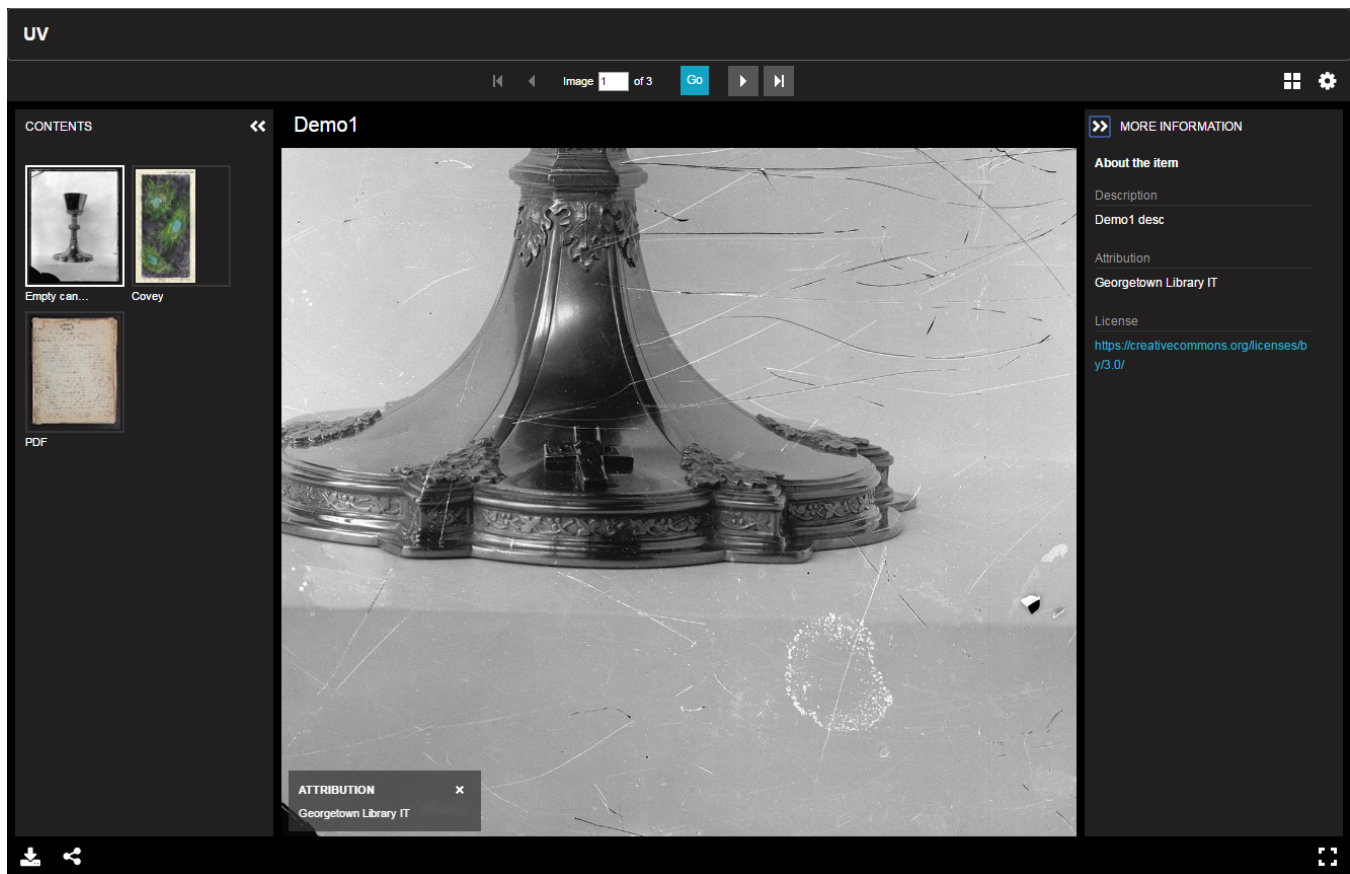 UV
Image 1 of 3 Go
CONTENTS
Demo1
Empty can...
Covey
PDF
ATTRIBUTION
Georgetown Library IT
MORE INFORMATION
About the item
Description
Demo1 desc
Attribution
Georgetown Library IT
License
https://creativecommons.org/licenses/b
y/3.0/